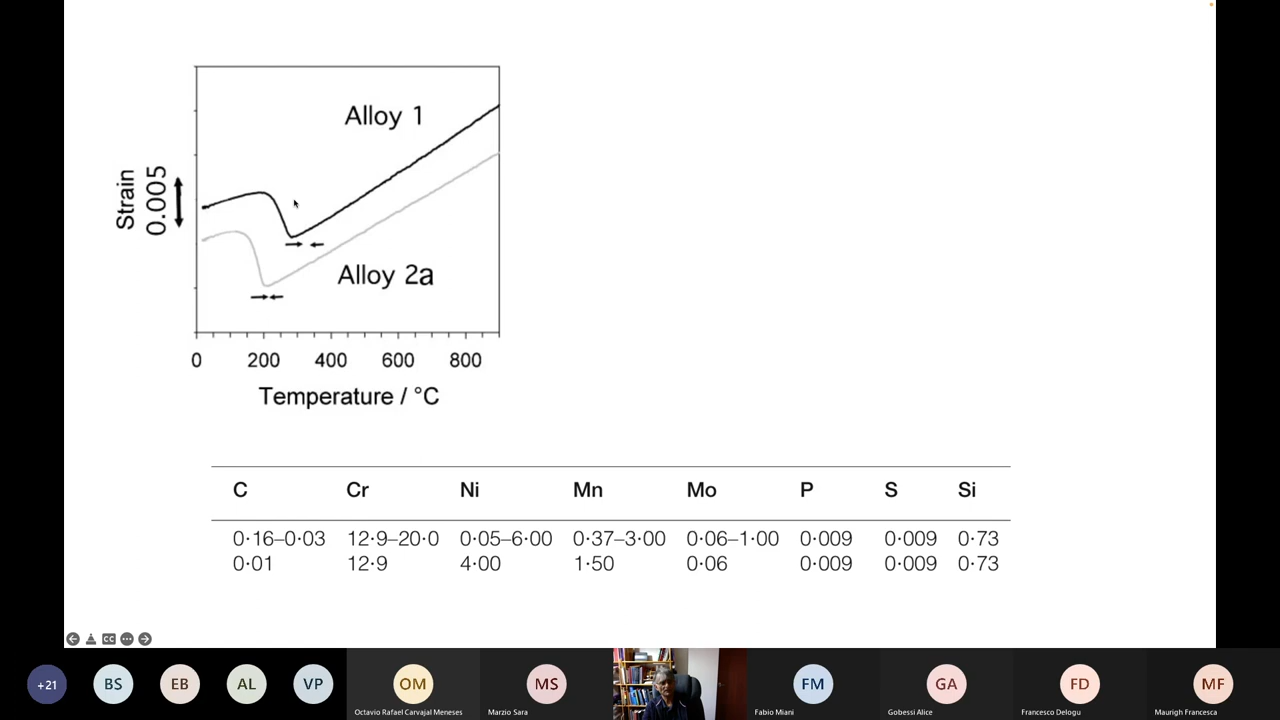 Alloy 1
Strain
0.005
Alloy 2a
0 200 400 600 800
Temperature / °C
C Cr Ni Mn Mo P S Si
0·16–0·03 12·9–20·0 0·05–6·00 0·37–3·00 0·06–1·00 0·009 0·009 0·73
0·01 12·9 4·00 1·50 0·06 0·009 0·009 0·73
CC
+21 BS EB AL VP OM MS FM GA FD MF
Octavio Rafael Carvajal Meneses Marzio Sara Fabio Miani Gobessi Alice Francesco Delogu Maurigh Francesca